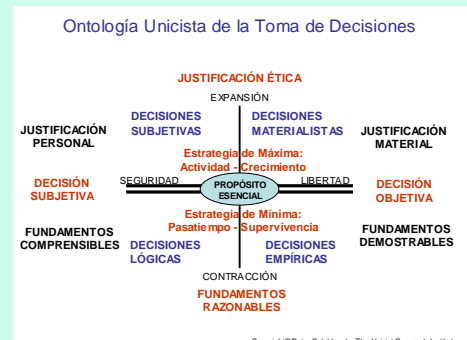 Ontología Unicista de la Toma de Decisiones
JUSTIFICACIÓN ÉTICA
EXPANSIÓN
DECISIONES
SUBJETIVAS
DECISIONES
MATERIALISTAS
JUSTIFICACIÓN
PERSONAL
JUSTIFICACIÓN
MATERIAL
Estrategia de Máxima:
Actividad - Crecimiento
DECISIÓN
SUBJETIVA
SEGURIDAD
PROPÓSITO
ESENCIAL
LIBERTAD
DECISIÓN
OBJETIVA
Estrategia de Mínima:
Pasatiempo - Supervivencia
FUNDAMENTOS
COMPRENSIBLES
FUNDAMENTOS
DEMOSTRABLES
DECISIONES
LÓGICAS
DECISIONES
EMPÍRICAS
CONTRACCIÓN
FUNDAMENTOS
RAZONABLES